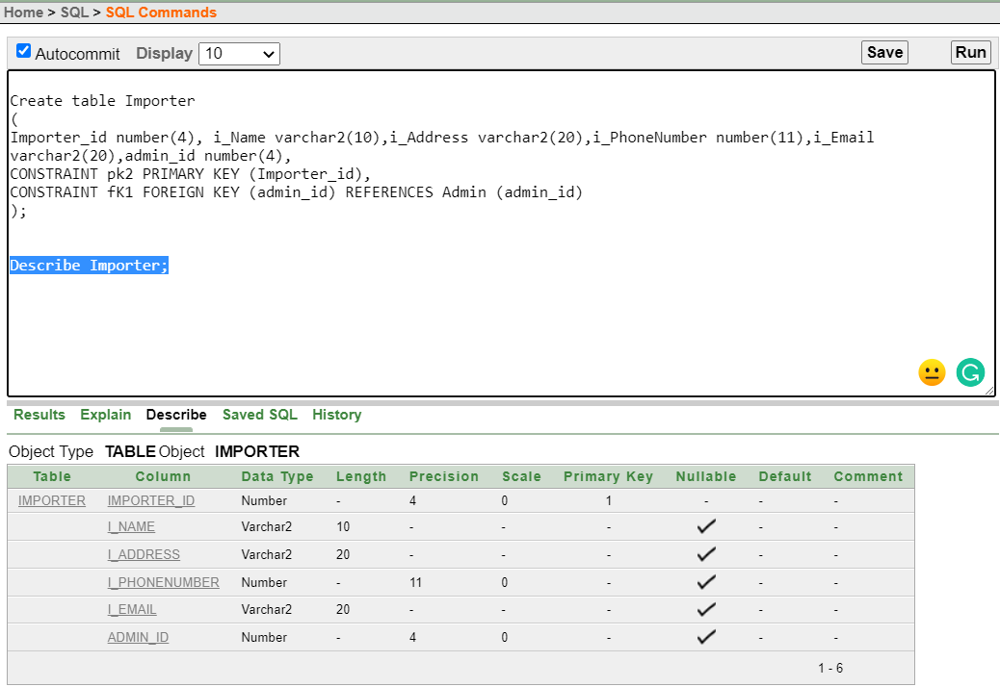 Home > SQL > SQL Commands
Autocommit Display 10 Save Run
Create table Importer
(
Importer_id number(4), i_Name varchar2(10),i_Address varchar2(20),i_PhoneNumber number(11),i_Email
varchar2(20),admin_id number(4),
CONSTRAINT pk2 PRIMARY KEY (Importer_id),
CONSTRAINT fK1 FOREIGN KEY (admin_id) REFERENCES Admin (admin_id)
);
Describe Importer;
Results Explain Describe Saved SQL History
Object Type TABLE Object IMPORTER
Table Column Data Type Length Precision Scale Primary Key Nullable Default Comment
IMPORTER IMPORTER_ID Number - 4 0 1 - - -
I_NAME Varchar2 10 - - - - -
I_ADDRESS Varchar2 20 - - - - -
I_PHONENUMBER Number - 11 0 - - -
I_EMAIL Varchar2 20 - - - - -
ADMIN_ID Number - 4 0 - - -
1 - 6